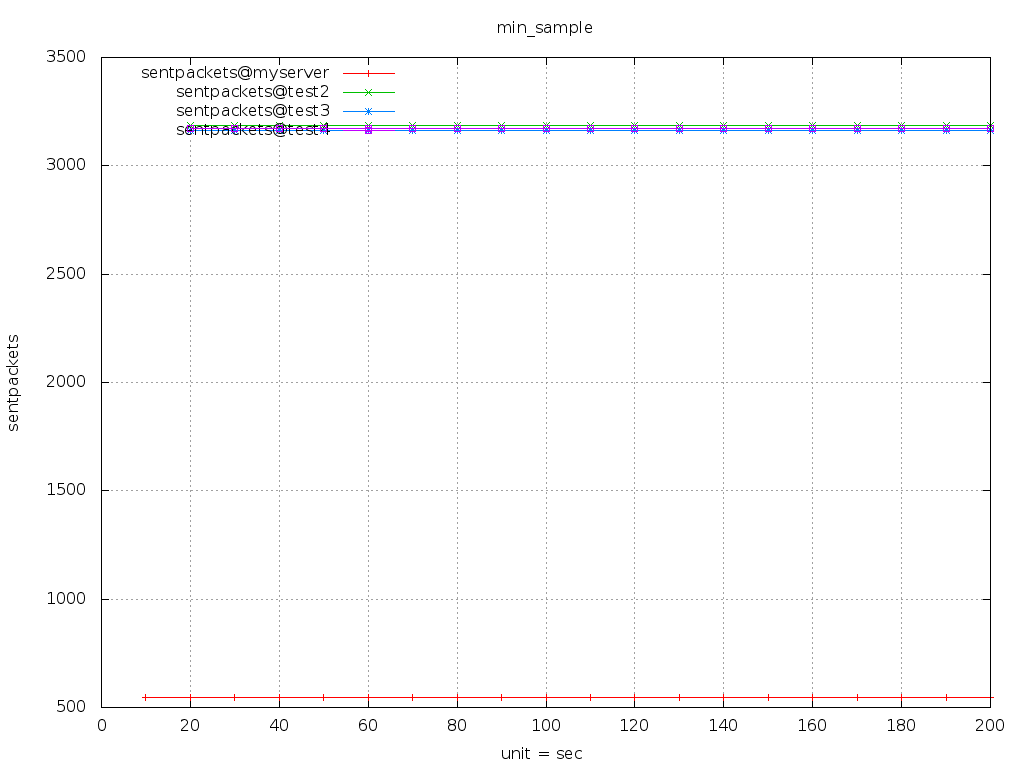 min_sample
3500
3000
2500
2000
1500
1000
500
sentpackets
sentpackets@myserver
sentpackets@test2
sentpackets@test3
sentpackets@test4
0 20 40 60 80 100 120 140 160 180 200
unit = sec